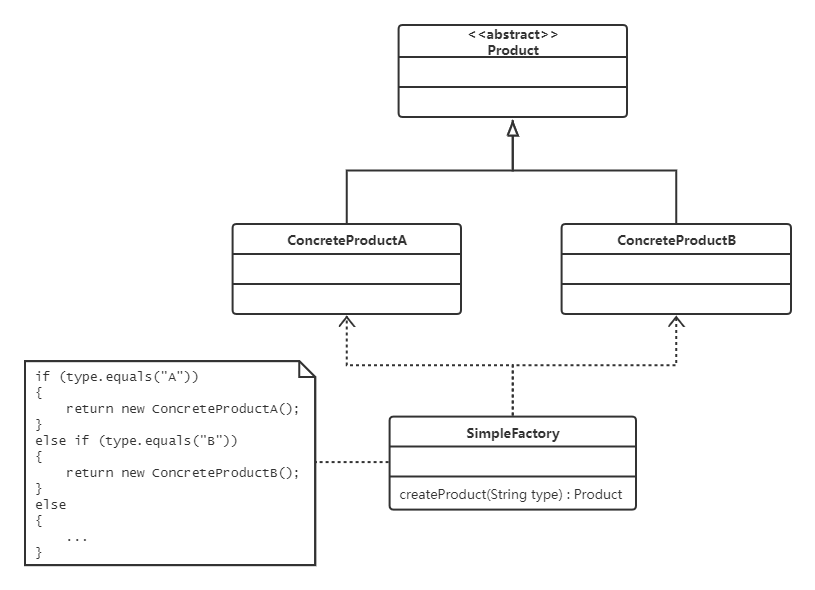 <<abstract>>
Product
ConcreteProductA
ConcreteProductB
if (type.equals("A"))
{
    return new ConcreteProductA();
}
else if (type.equals("B"))
{
    return new ConcreteProductB();
}
else
{
    ...
}
SimpleFactory
createProduct(String type) : Product